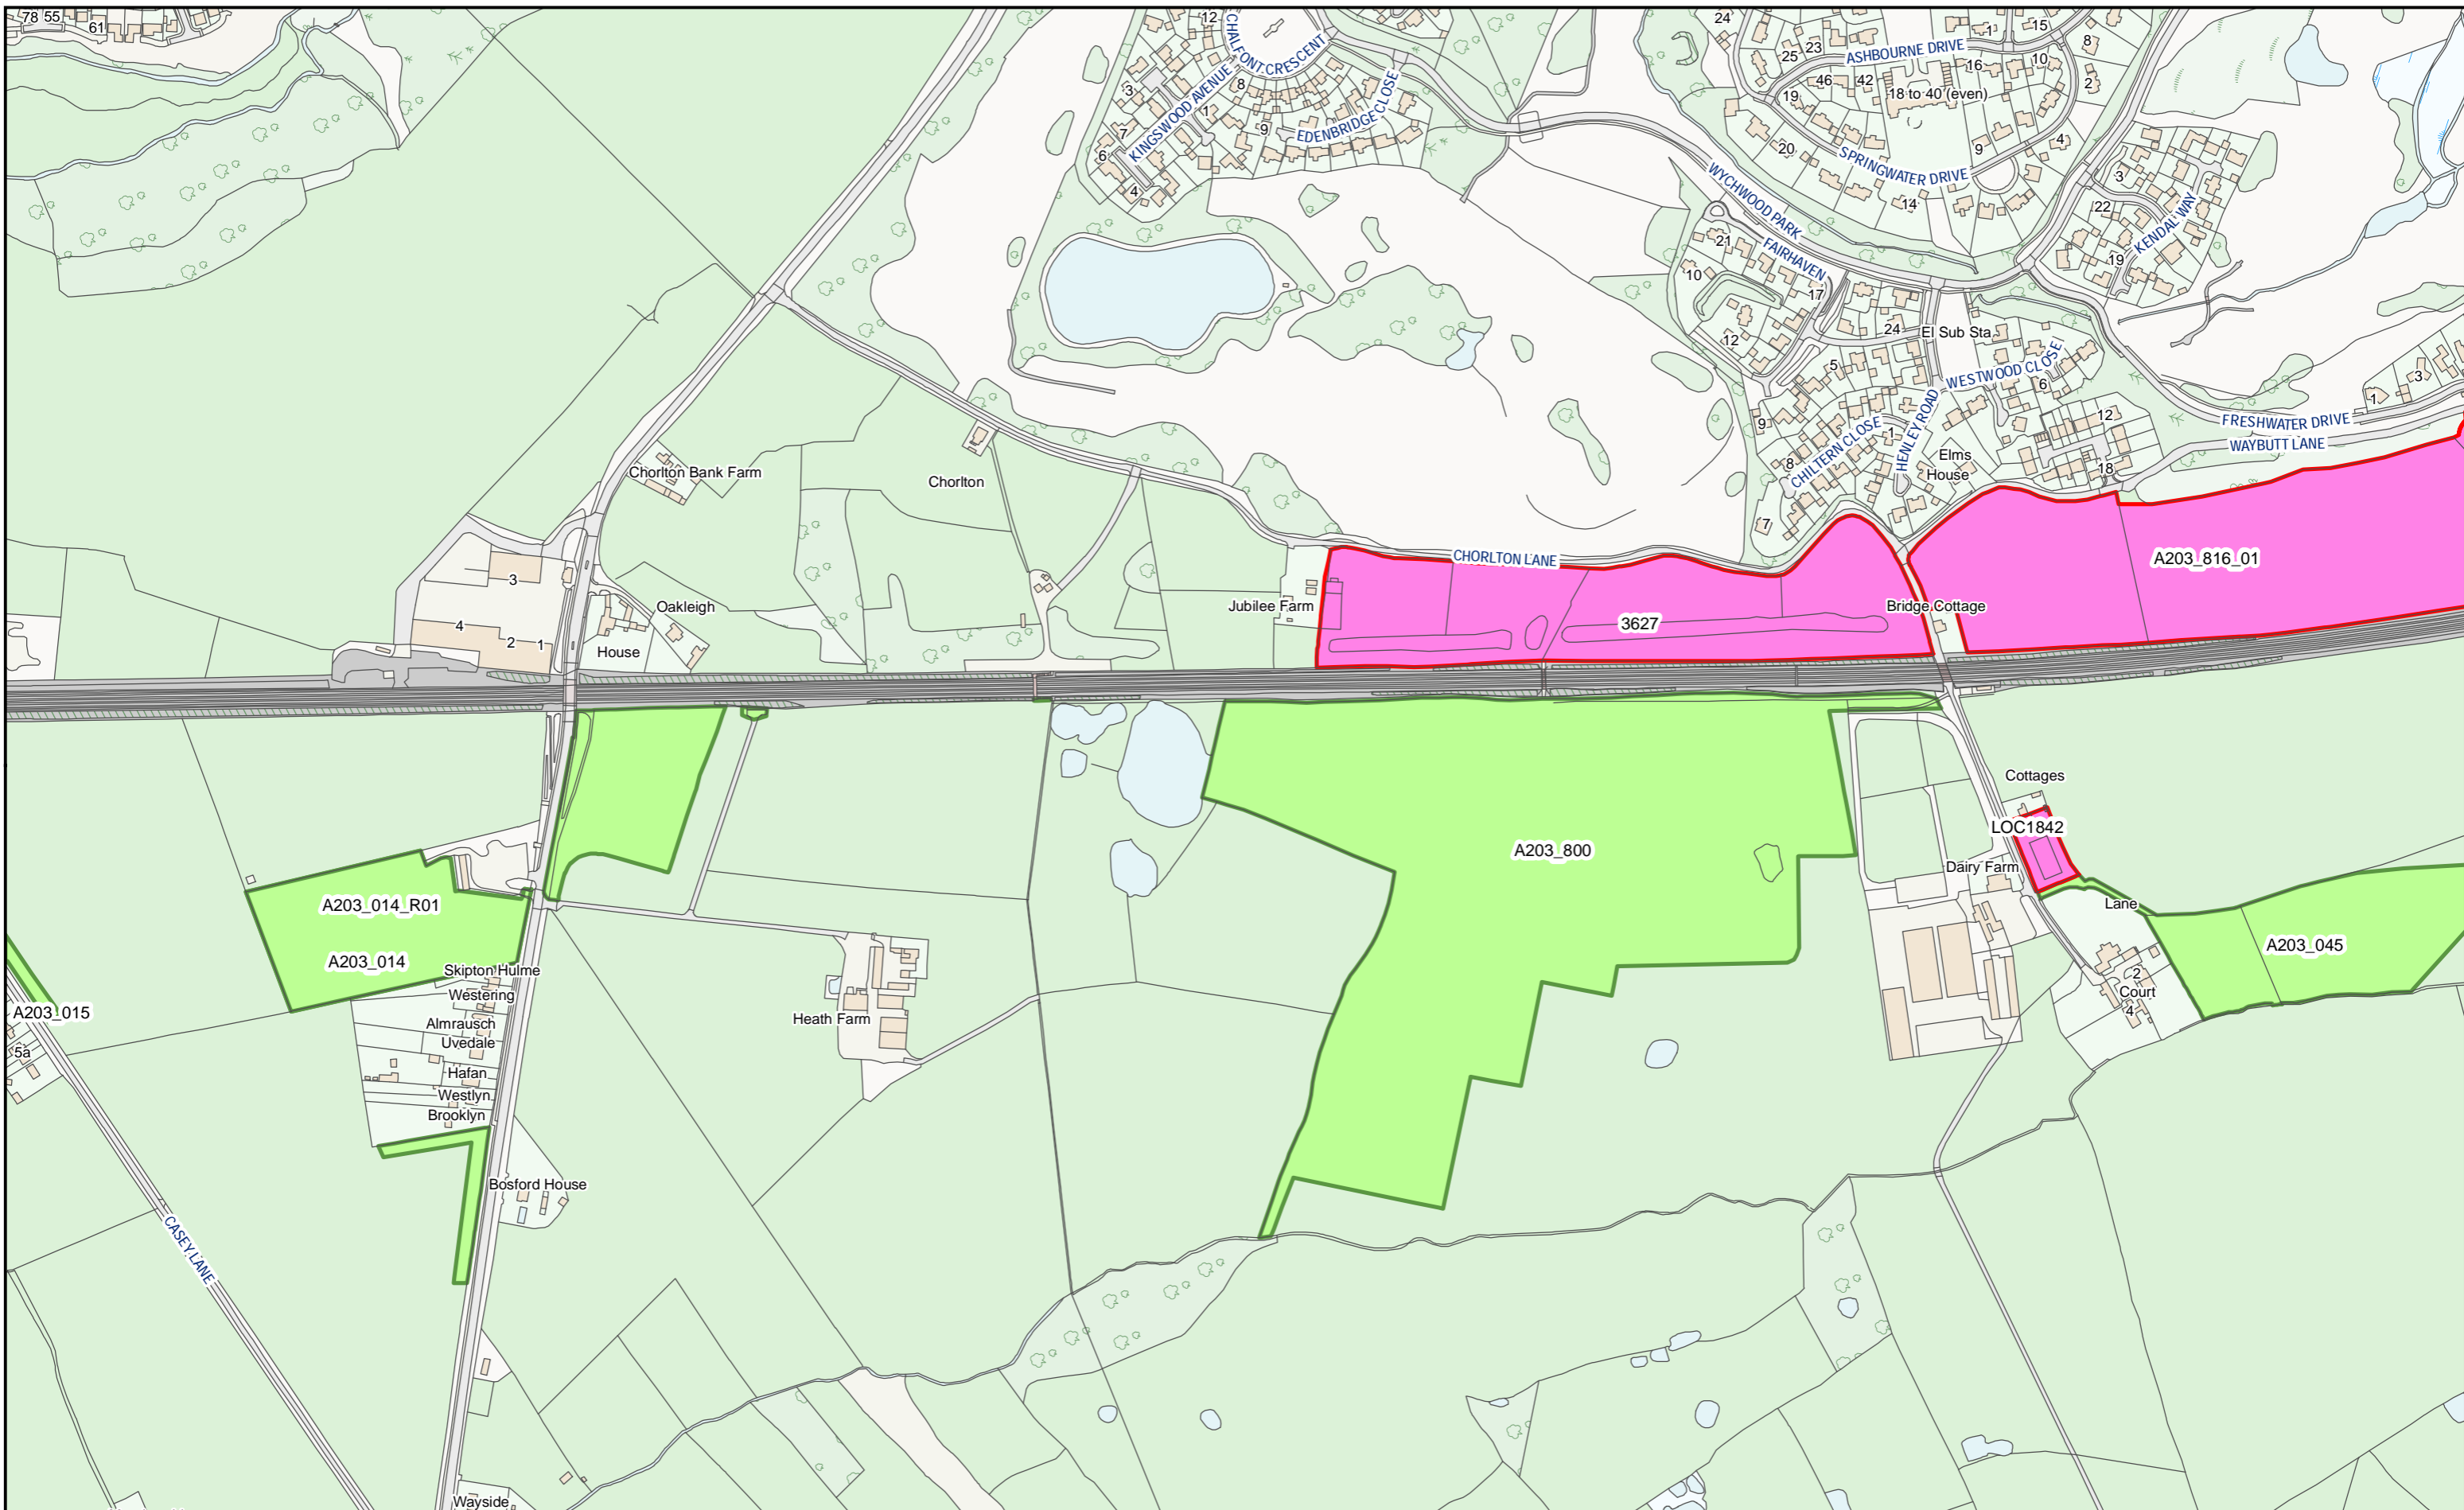 78 55
61
12
CHALFONT CRESCENT
KINGSWOOD AVENUE
3
8
1
7
9
6
4
EDENBRIDGE CLOSE
24
25
23
ASHBOURNE DRIVE
1
15
8
46
42
16
10
2
19
18 to 40 (even)
20
SPRINGWATER DRIVE
9
4
14
3
22
KENDAL WAY
19
WYCHWOOD PARK
21
FAIRHAVEN
10
17
12
24
El Sub Sta
5
WESTWOOD CLOSE
6
3
1
9
12
FRESHWATER DRIVE
WAYBUTT LANE
CHILTERN CLOSE
1
HENLEY ROAD
8
Elms
House
18
7
Chorlton Bank Farm
Chorlton
CHORLTON LANE
A203_816_01
3
Oakleigh
Jubilee Farm
Bridge Cottage
3627
4
2
1
House
Cottages
LOC1842
A203_800
Dairy Farm
A203_014_R01
Lane
A203_014
A203_045
Skipton Hulme
2
Westering
Court
A203_015
Heath Farm
4
Almrausch
Uvedale
5a
Hafan
Westlyn
Brooklyn
Bosford House
CASEY LANE
Wayside